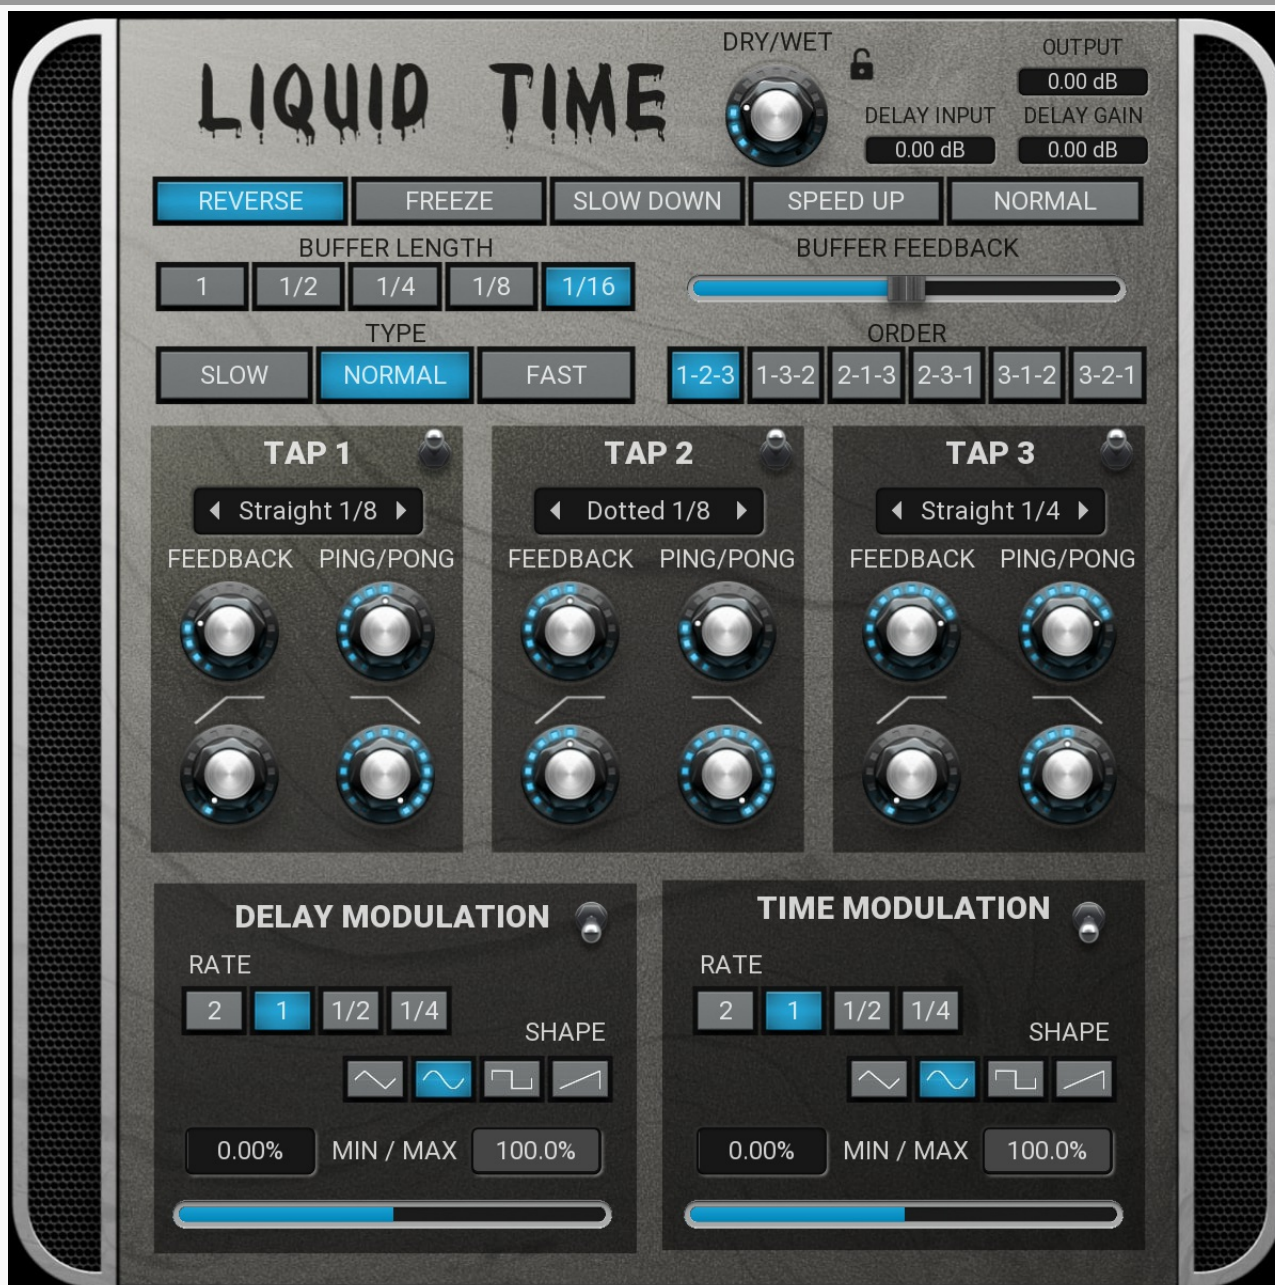 LIQUID TIME
DRY/WET
OUTPUT
0.00 dB
DELAY INPUT DELAY GAIN
0.00 dB 0.00 dB
REVERSE FREEZE SLOW DOWN SPEED UP NORMAL
BUFFER LENGTH BUFFER FEEDBACK
1 1/2 1/4 1/8 1/16
TYPE ORDER
SLOW NORMAL FAST 1-2-3 1-3-2 2-1-3 2-3-1 3-1-2 3-2-1
TAP 1 TAP 2 TAP 3
Straight 1/8 Dotted 1/8 Straight 1/4
FEEDBACK PING/PONG FEEDBACK PING/PONG FEEDBACK PING/PONG
DELAY MODULATION TIME MODULATION
RATE RATE
2 1 1/2 1/4 2 1 1/2 1/4
SHAPE SHAPE
0.00% MIN / MAX 100.0% 0.00% MIN / MAX 100.0%